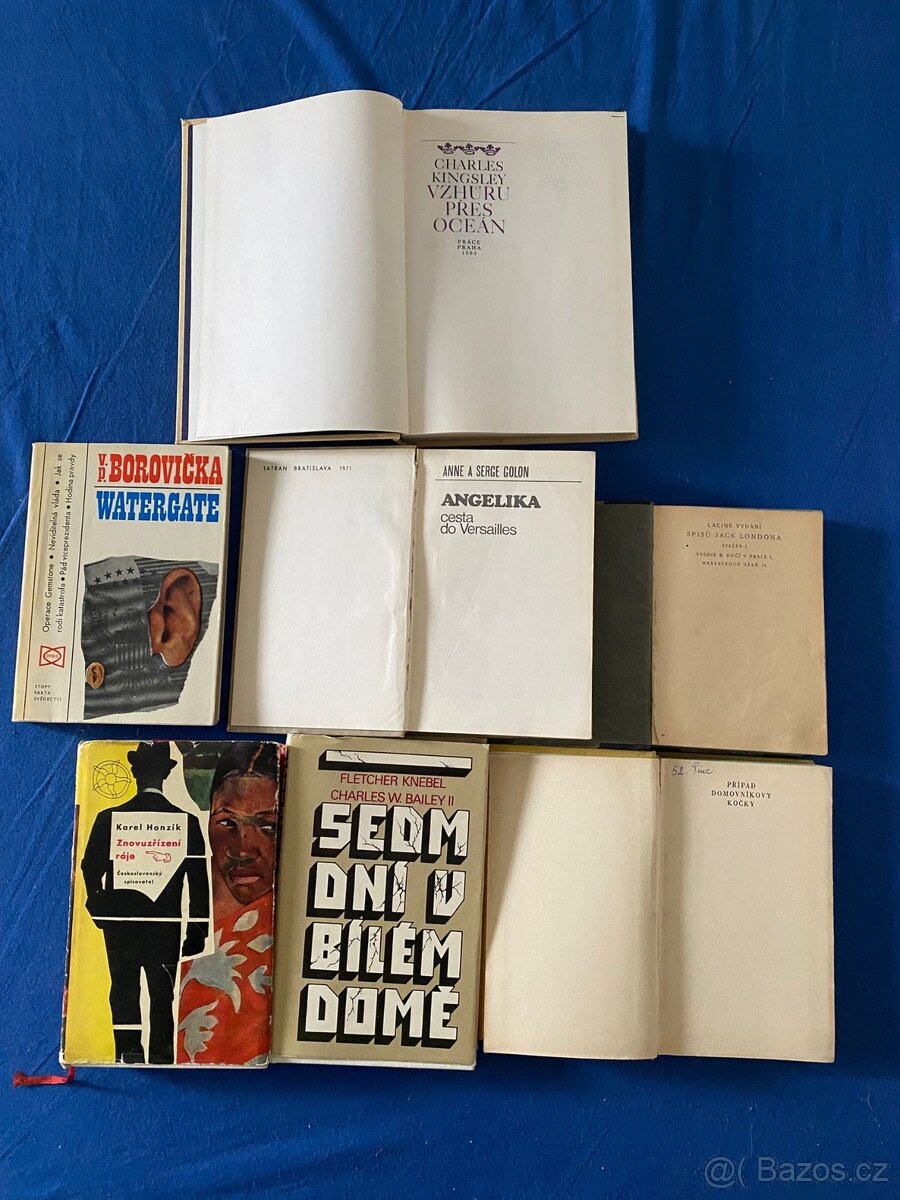 CHARLES
KINGSLEY
VZHŮRU
PŘES
OCEÁN
PRÁCE
PRAHA
1980
V.P. BOROVIČKA
WATERGATE
Operace Gemstone • Neviditelná vláda • Jak se
rodí katastrofa • Pád viceprezidenta • Hodina pravdy
ORBIS
STOPY
FAKTA
SVĚDECTVÍ
TATRAN BRATISLAVA 1971
ANNE A SERGE GOLON
ANGELIKA
cesta
do Versailles
LACINÉ VYDÁNÍ
SPISŮ JACK LONDONA
SVAZEK I.
VYDÁVÁ B. KOČÍ V PRAZE I.
MASARYKOVO NÁBŘ. 14
Karel Honzík
Znovuzřízení
ráje
Československý
spisovatel
FLETCHER KNEBEL
CHARLES W. BAILEY II
SEDM
DNÍ V
BÍLÉM
DOMĚ
52.
PŘÍPAD
DOMOVNÍKOVY
KOČKY
@( Bazos.cz